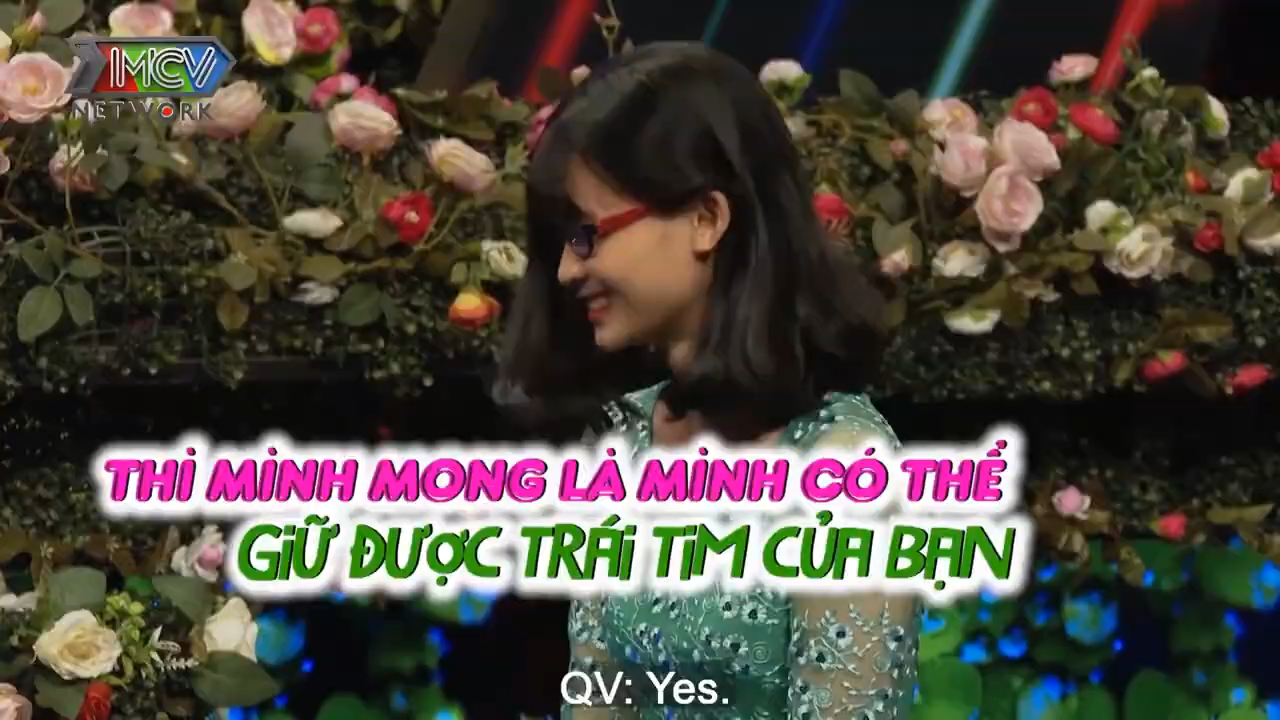 MCV
NETWORK
THÌ MÌNH MONG LÀ MÌNH CÓ THỂ
GIỮ ĐƯỢC TRÁI TIM CỦA BẠN
QV: Yes.